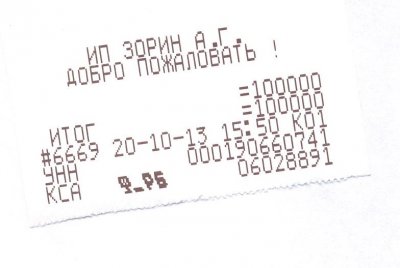 ИП ЗОРИН А.Г.
ДОБРО ПОЖАЛОВАТЬ !
=100000
ИТОГ =100000
#6669 20-10-13 15:50 К01
УНН 000190660741
КСА 06028891